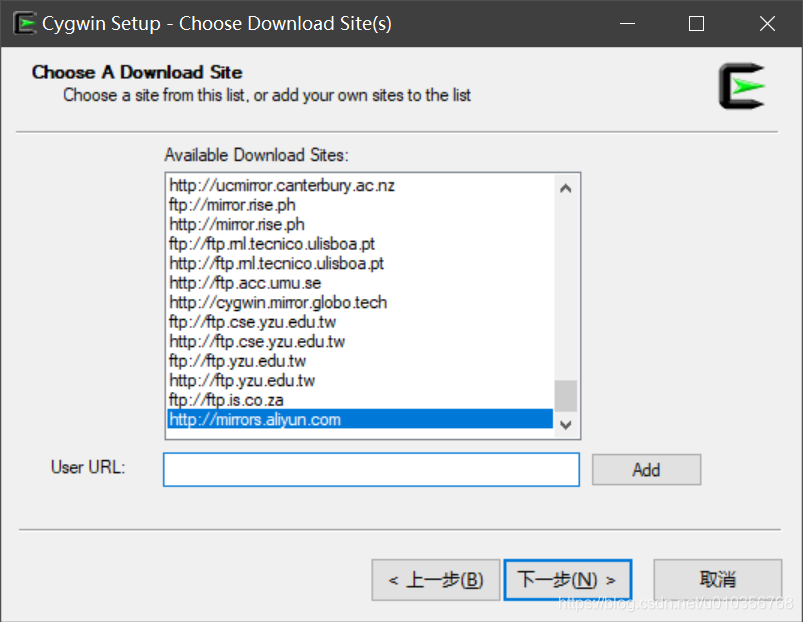 Cygwin Setup - Choose Download Site(s)
Choose A Download Site
Choose a site from this list, or add your own sites to the list
Available Download Sites:
http://ucmirror.canterbury.ac.nz
ftp://mirror.rise.ph
http://mirror.rise.ph
ftp://ftp.rnl.tecnico.ulisboa.pt
http://ftp.rnl.tecnico.ulisboa.pt
http://ftp.acc.umu.se
http://cygwin.mirror.globo.tech
ftp://ftp.cse.yzu.edu.tw
http://ftp.cse.yzu.edu.tw
ftp://ftp.yzu.edu.tw
http://ftp.yzu.edu.tw
ftp://ftp.is.co.za
http://mirrors.aliyun.com
User URL:
Add
< 上一步(B)
下一步(N) >
取消
https://blog.csdn.net/u010356768